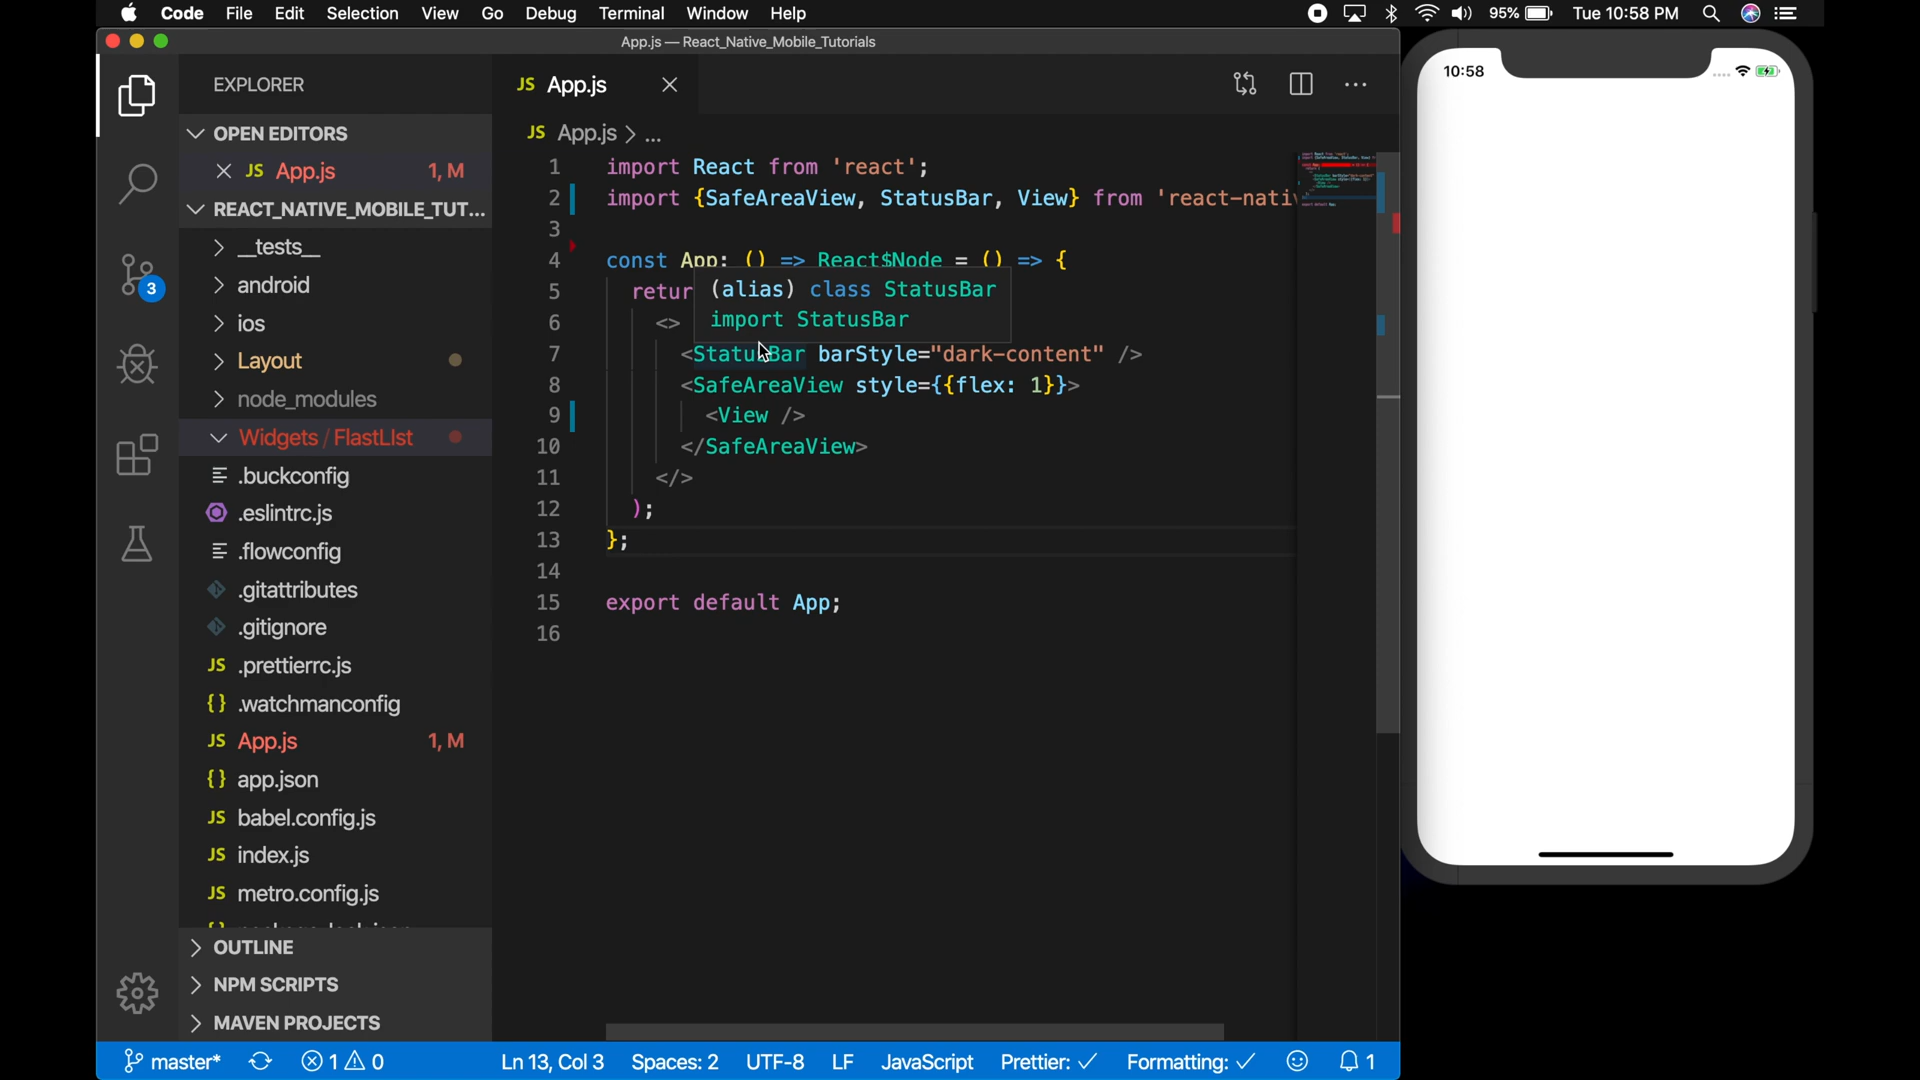 Code File Edit Selection View Go Debug Terminal Window Help 95% Tue 10:58 PM
App.js — React_Native_Mobile_Tutorials
EXPLORER
OPEN EDITORS
JS App.js 1, M
REACT_NATIVE_MOBILE_TUT...
__tests__
android
ios
Layout
node_modules
Widgets / FlastLIst
.buckconfig
.eslintrc.js
.flowconfig
.gitattributes
.gitignore
JS .prettierrc.js
{} .watchmanconfig
JS App.js 1, M
{} app.json
JS babel.config.js
JS index.js
JS metro.config.js
OUTLINE
NPM SCRIPTS
MAVEN PROJECTS
3
JS App.js
JS App.js > ...
1 import React from 'react';
2 import {SafeAreaView, StatusBar, View} from 'react-nativ
3
4 const App: () => React$Node = () => {
5 retur
(alias) class StatusBar
import StatusBar
6 <>
7 <StatusBar barStyle="dark-content" />
8 <SafeAreaView style={{flex: 1}}>
9 <View />
10 </SafeAreaView>
11 </>
12 );
13 };
14
15 export default App;
16
master* 1 0 Ln 13, Col 3 Spaces: 2 UTF-8 LF JavaScript Prettier: ✓ Formatting: ✓ 1
10:58